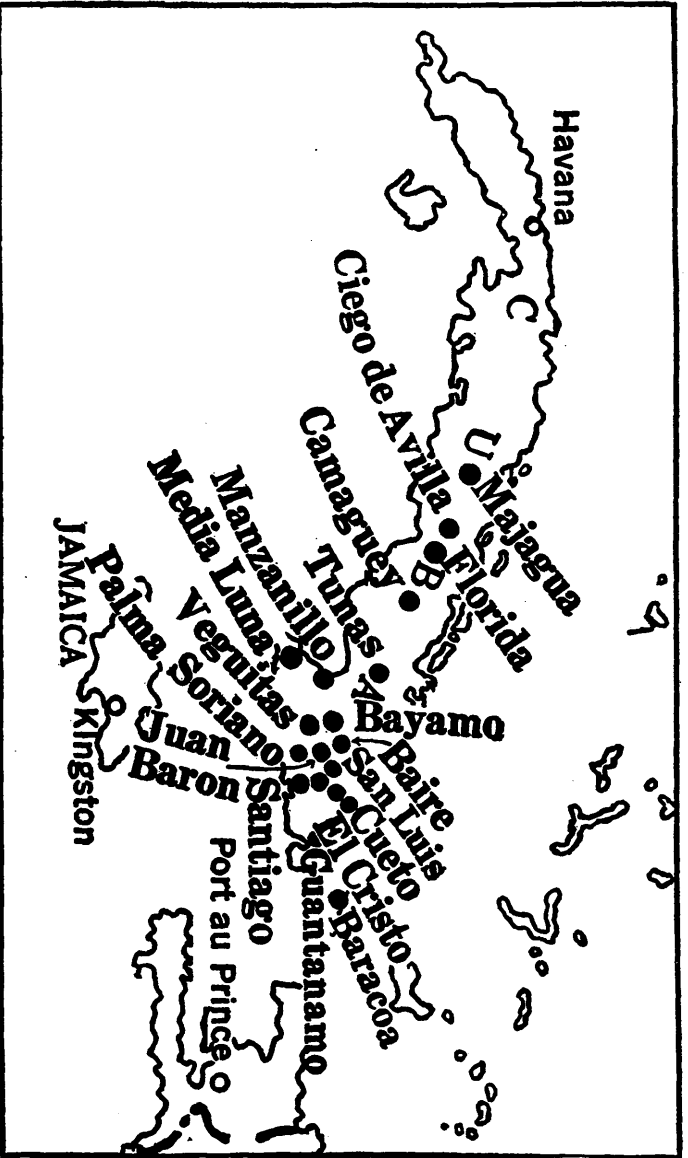 Havana
C U B A
Majagua
Ciego de Avilla
Florida
Camaguey
Tunas
Manzanillo
Media Luna
Bayamo
Veguitas
Baire
Palma Soriano
San Luis
Juan
Baron
Cueto
El Cristo
Santiago
Guantanamo
Baracoa
JAMAICA
Kingston
Port au Prince